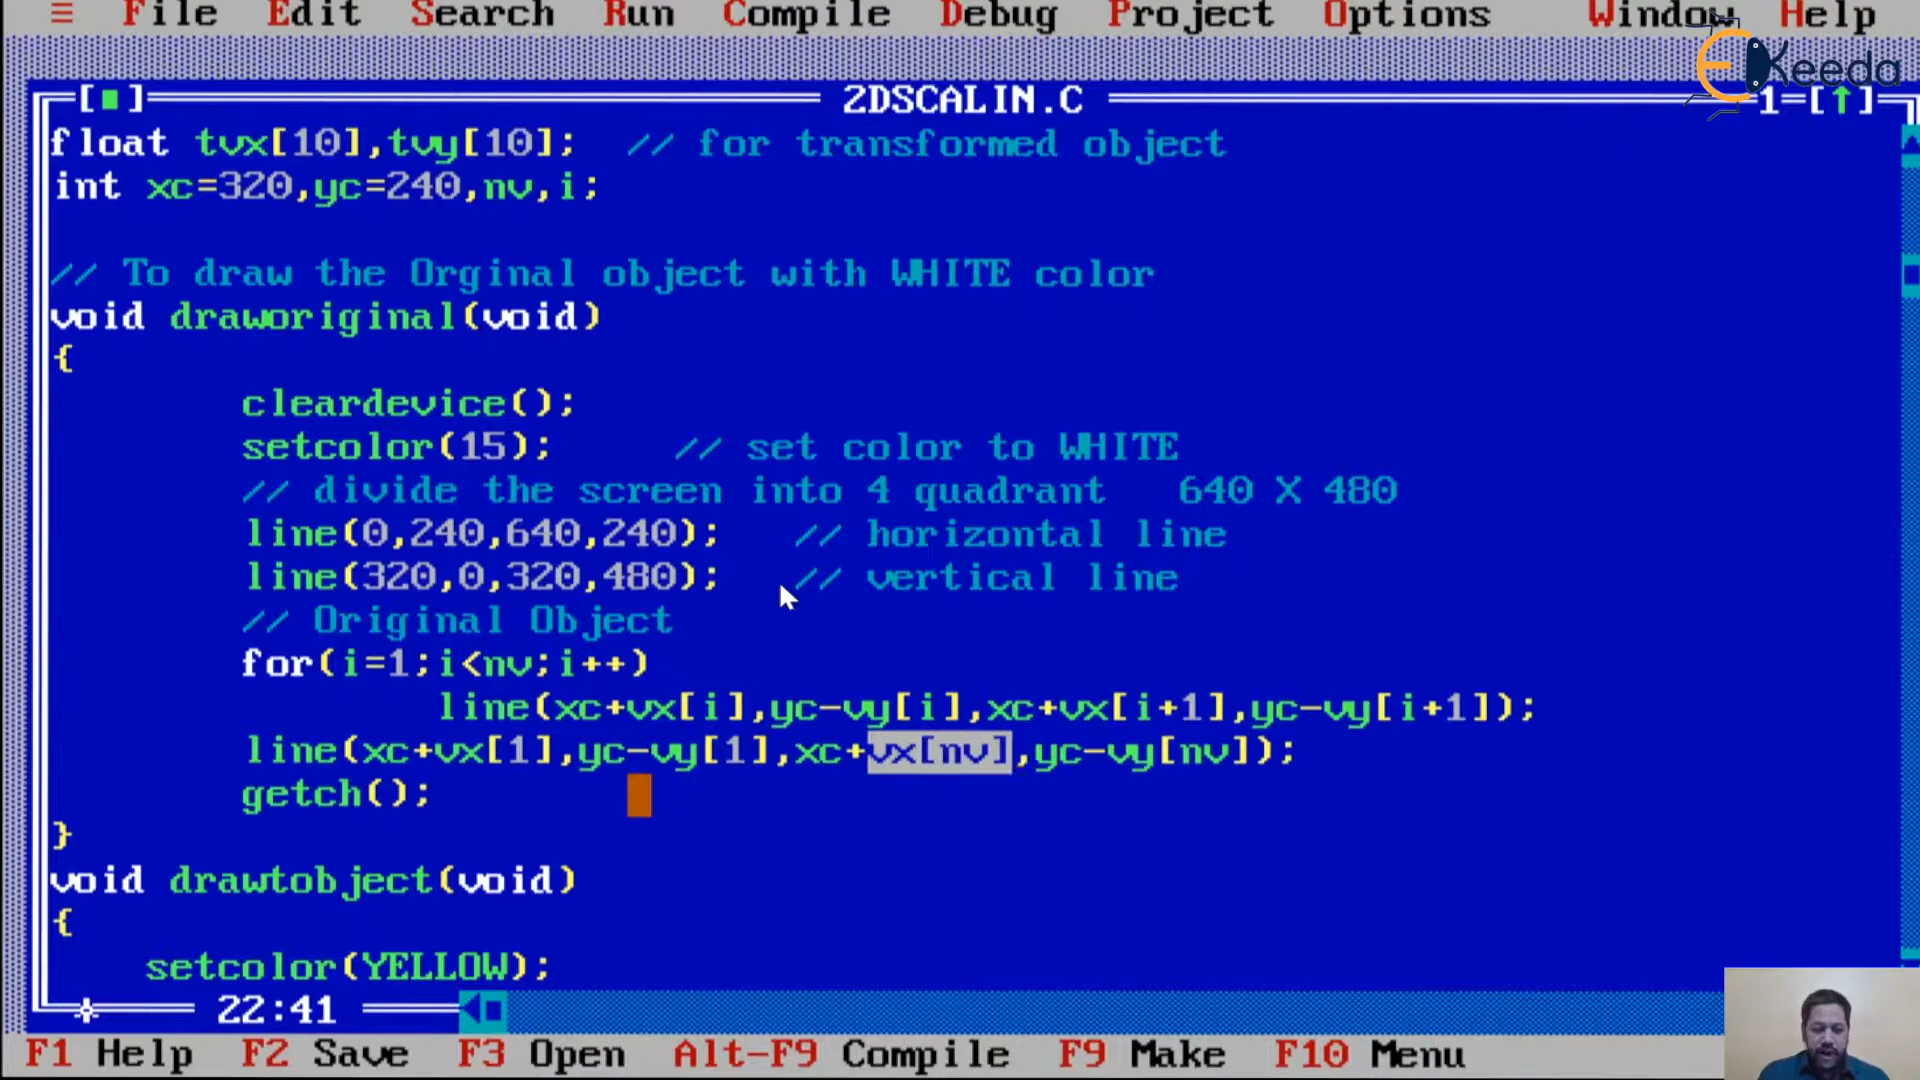 ≡ File Edit Search Run Compile Debug Project Options Window Help
EKeeda
[■] 2DSCALIN.C 1=[↑]
float tvx[10],tvy[10];  // for transformed object
int xc=320,yc=240,nv,i;
// To draw the Orginal object with WHITE color
void draworiginal(void)
{
cleardevice();
setcolor(15);     // set color to WHITE
// divide the screen into 4 quadrant   640 X 480
line(0,240,640,240);   // horizontal line
line(320,0,320,480);   // vertical line
// Original Object
for(i=1;i<nv;i++)
line(xc+vx[i],yc-vy[i],xc+vx[i+1],yc-vy[i+1]);
line(xc+vx[1],yc-vy[1],xc+vx[nv],yc-vy[nv]);
getch();
}
void drawtobject(void)
{
setcolor(YELLOW);
22:41
F1 Help F2 Save F3 Open Alt-F9 Compile F9 Make F10 Menu